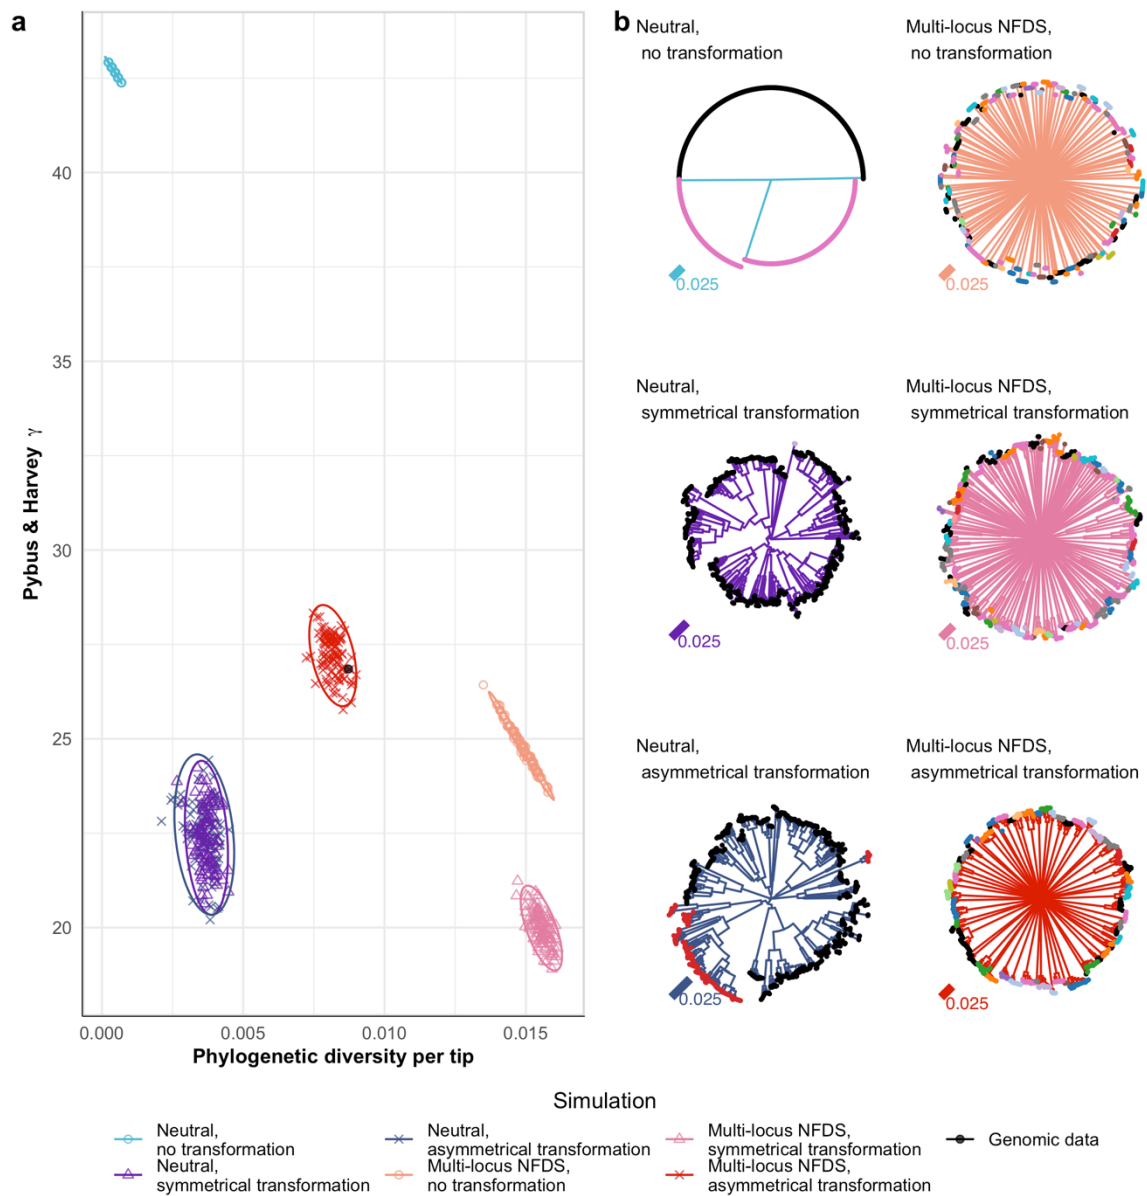 a
b
Neutral,
no transformation
Multi-locus NFDS,
no transformation
40
35
30
25
20
Pybus & Harvey γ
0.000
0.005
0.010
0.015
Phylogenetic diversity per tip
0.025
0.025
Neutral,
symmetrical transformation
Multi-locus NFDS,
symmetrical transformation
0.025
0.025
Neutral,
asymmetrical transformation
Multi-locus NFDS,
asymmetrical transformation
0.025
0.025
Simulation
Neutral,
no transformation
Neutral,
symmetrical transformation
Neutral,
asymmetrical transformation
Multi-locus NFDS,
no transformation
Multi-locus NFDS,
symmetrical transformation
Multi-locus NFDS,
asymmetrical transformation
Genomic data